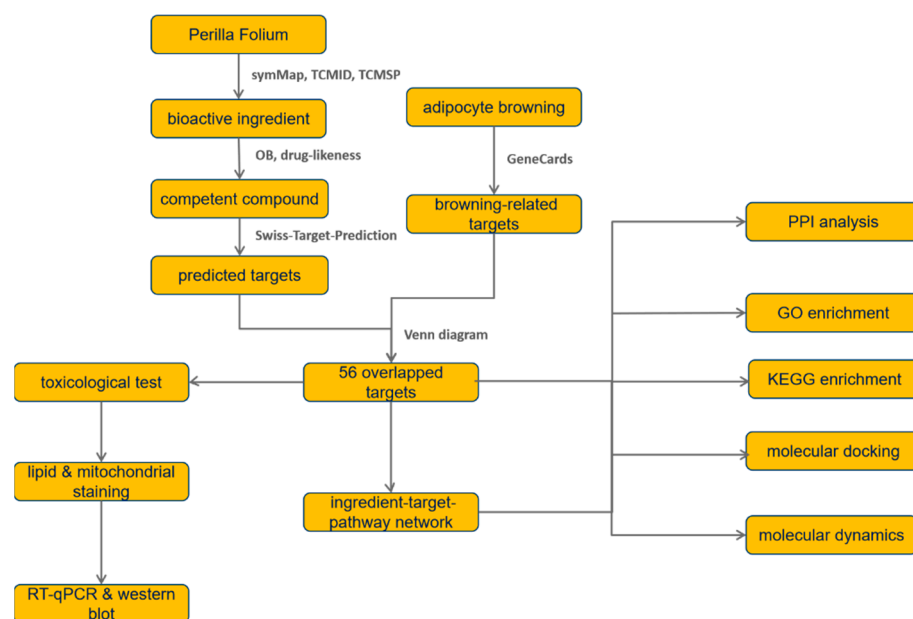 Perilla Folium
symMap, TCMID, TCMSP
bioactive ingredient
adipocyte browning
OB, drug-likeness
GeneCards
competent compound
browning-related
targets
PPI analysis
Swiss-Target-Prediction
predicted targets
GO enrichment
Venn diagram
toxicological test
56 overlapped
targets
KEGG enrichment
molecular docking
lipid & mitochondrial
staining
ingredient-target-
pathway network
molecular dynamics
RT-qPCR & western
blot